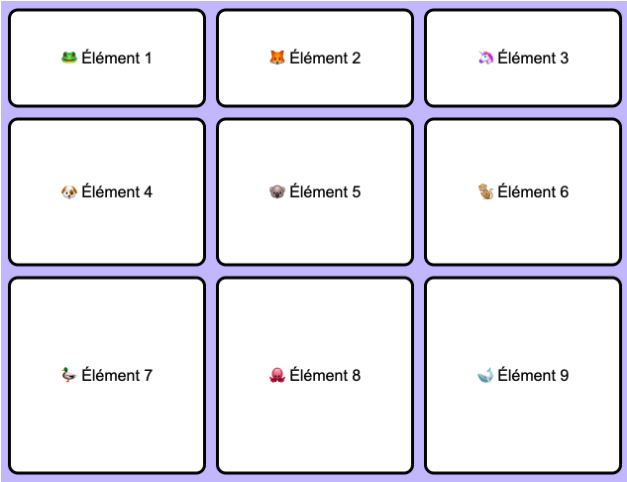 🐸 Élément 1
🦊 Élément 2
🦄 Élément 3
🐶 Élément 4
🐨 Élément 5
🐒 Élément 6
🦆 Élément 7
🐙 Élément 8
🐋 Élément 9